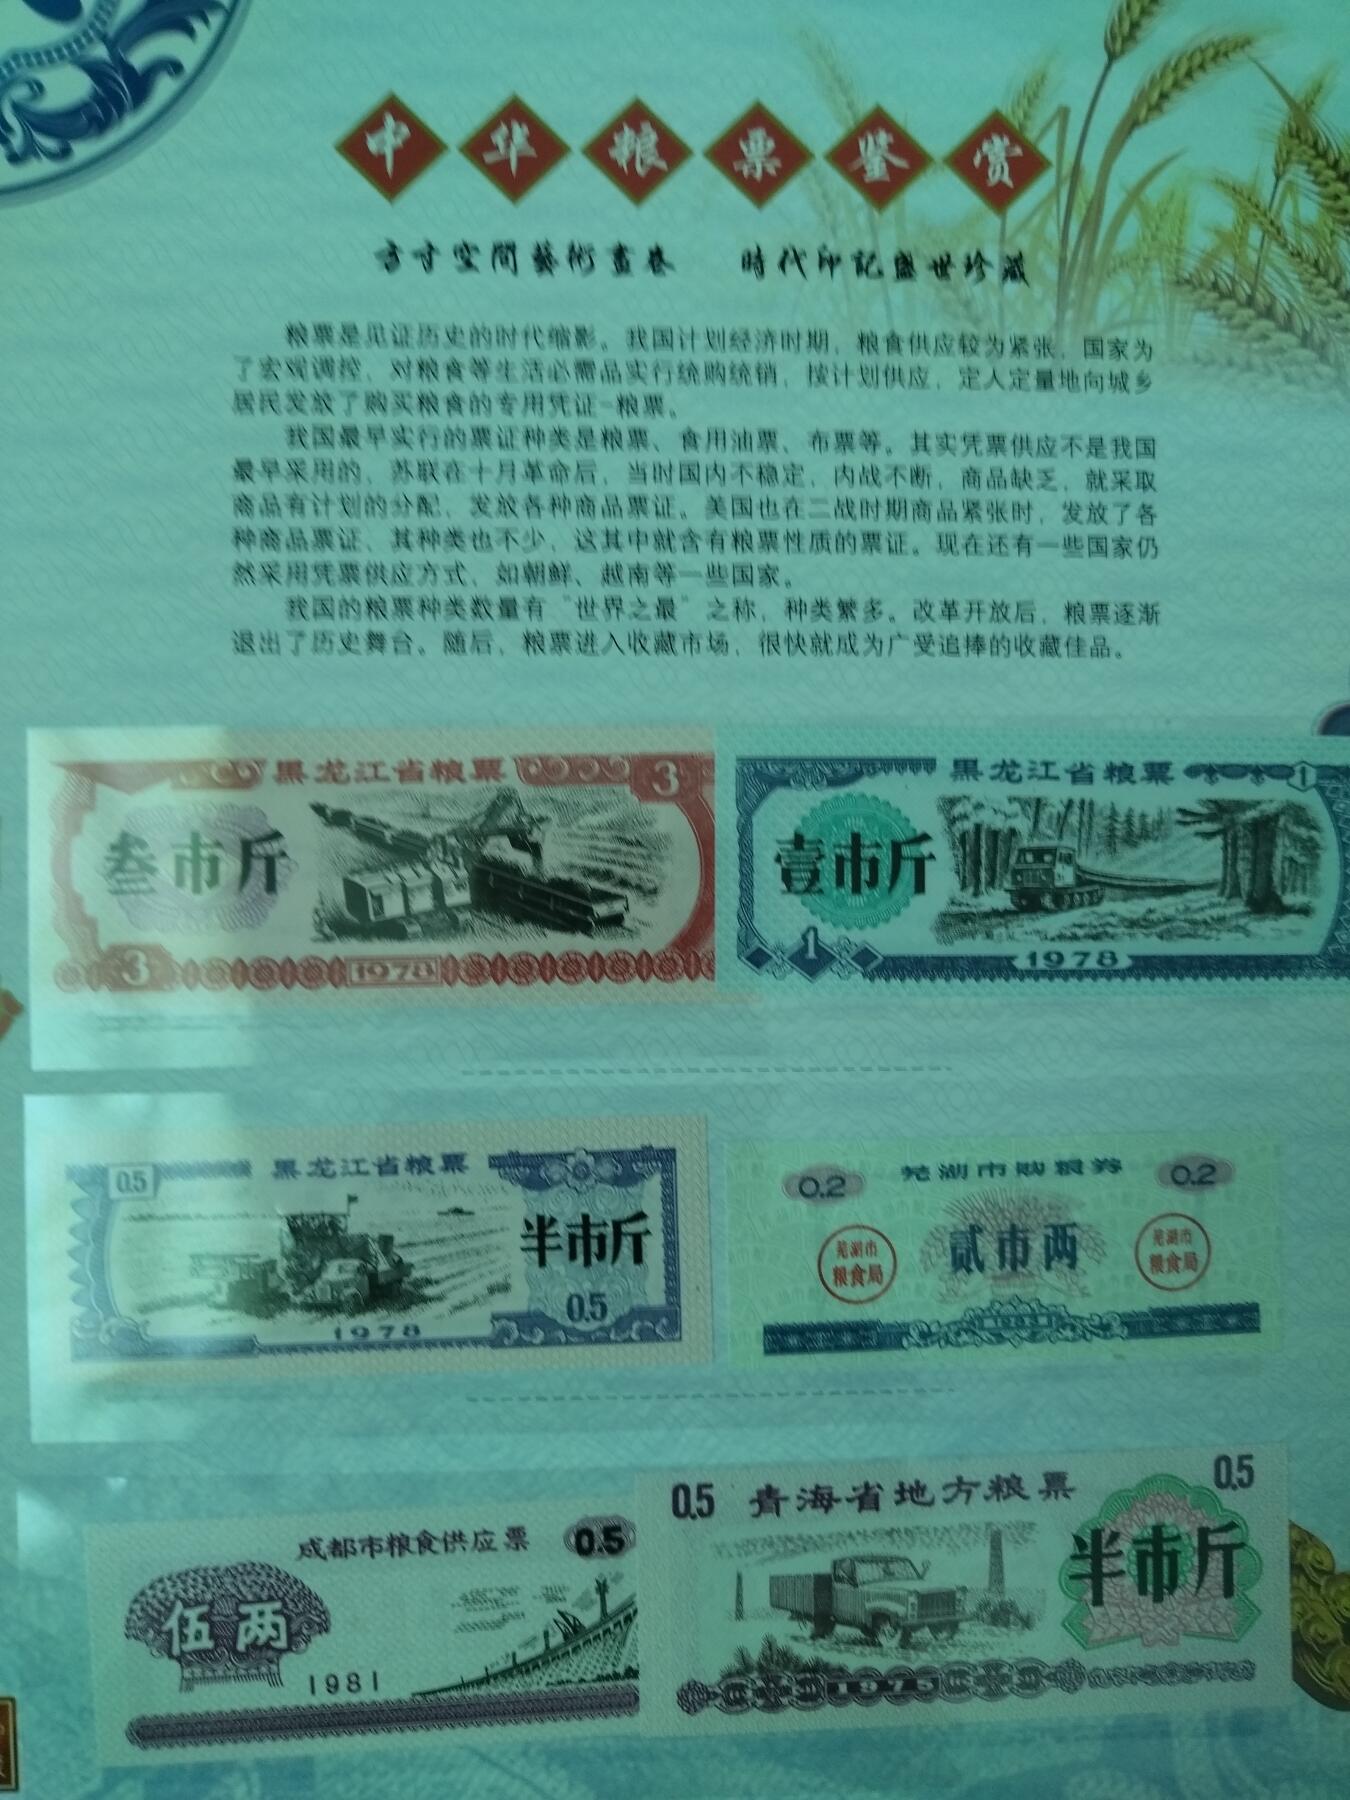 中华粮票鉴赏
方寸空間藝術畫卷 時代印記盛世珍藏
粮票是见证历史的时代缩影。我国计划经济时期，粮食供应较为紧张，国家为
了宏观调控，对粮食等生活必需品实行统购统销，按计划供应，定人定量地向城乡
居民发放了购买粮食的专用凭证-粮票。
我国最早实行的票证种类是粮票、食用油票、布票等。其实凭票供应不是我国
最早采用的，苏联在十月革命后，当时国内不稳定，内战不断，商品缺乏，就采取
商品有计划的分配，发放各种商品票证。美国也在二战时期商品紧张时，发放了各
种商品票证，其种类也不少，这其中就含有粮票性质的票证。现在还有一些国家仍
然采用凭票供应方式，如朝鲜、越南等一些国家。
我国的粮票种类数量有“世界之最”之称，种类繁多。改革开放后，粮票逐渐
退出了历史舞台。随后，粮票进入收藏市场，很快就成为广受追捧的收藏佳品。
黑龙江省粮票 3
叁市斤
3 1978
黑龙江省粮票 1
壹市斤
1 1978
0.5 黑龙江省粮票
半市斤
0.5
1978
0.2 芜湖市购粮券 0.2
芜湖市
粮食局
贰市两
芜湖市
粮食局
成都市粮食供应票 0.5
伍两
1981
0.5 青海省地方粮票 0.5
半市斤
1975